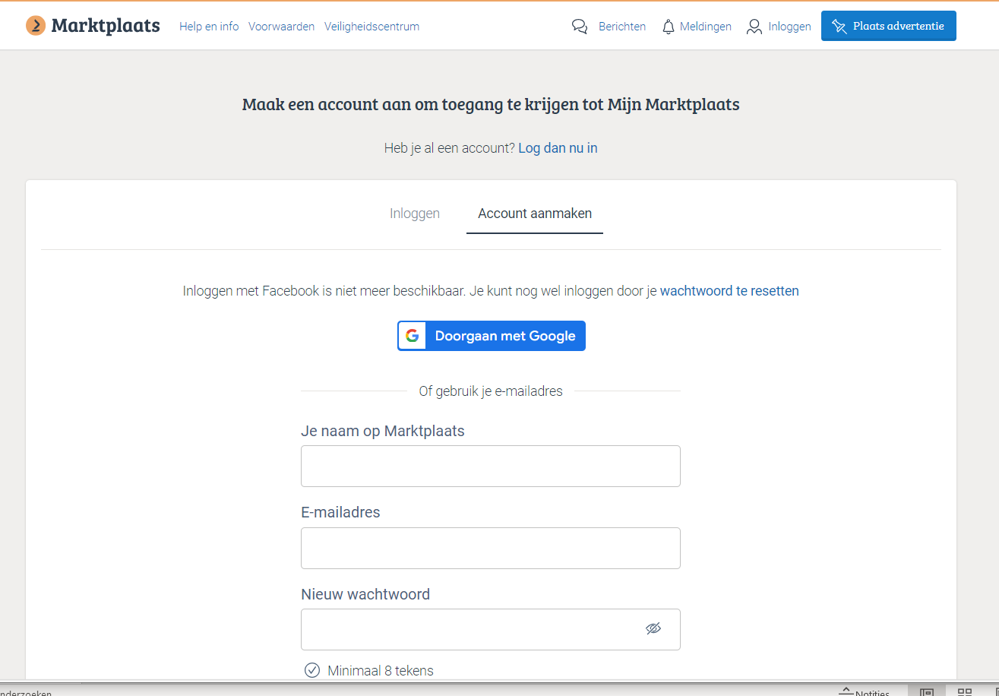 Marktplaats Help en info Voorwaarden Veiligheidscentrum Berichten Meldingen Inloggen Plaats advertentie
Maak een account aan om toegang te krijgen tot Mijn Marktplaats
Heb je al een account? Log dan nu in
Inloggen Account aanmaken
Inloggen met Facebook is niet meer beschikbaar. Je kunt nog wel inloggen door je wachtwoord te resetten
Doorgaan met Google
Of gebruik je e-mailadres
Je naam op Marktplaats
E-mailadres
Nieuw wachtwoord
Minimaal 8 tekens
Notities